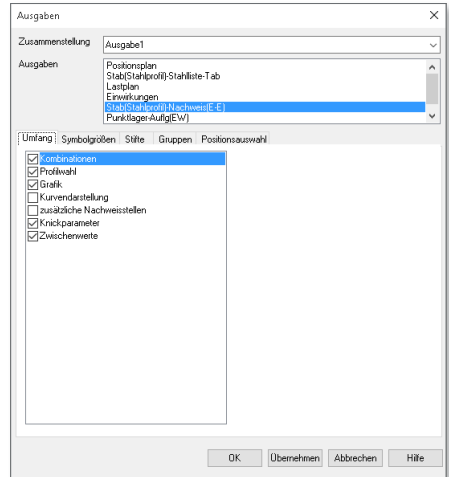 Ausgaben
Zusammenstellung
Ausgabe1
Ausgaben
Positionsplan
Stab(Stahlprofil)-Stahlliste-Tab
Lastplan
Einwirkungen
Stab(Stahlprofil)-Nachweis(E-E)
Punktlager-Auflg(EW)
Umfang Symbolgrößen Stifte Gruppen Positionsauswahl
Kombinationen
Profilwahl
Grafik
Kurvendarstellung
zusätzliche Nachweisstellen
Knickparameter
Zwischenwerte
OK Übernehmen Abbrechen Hilfe